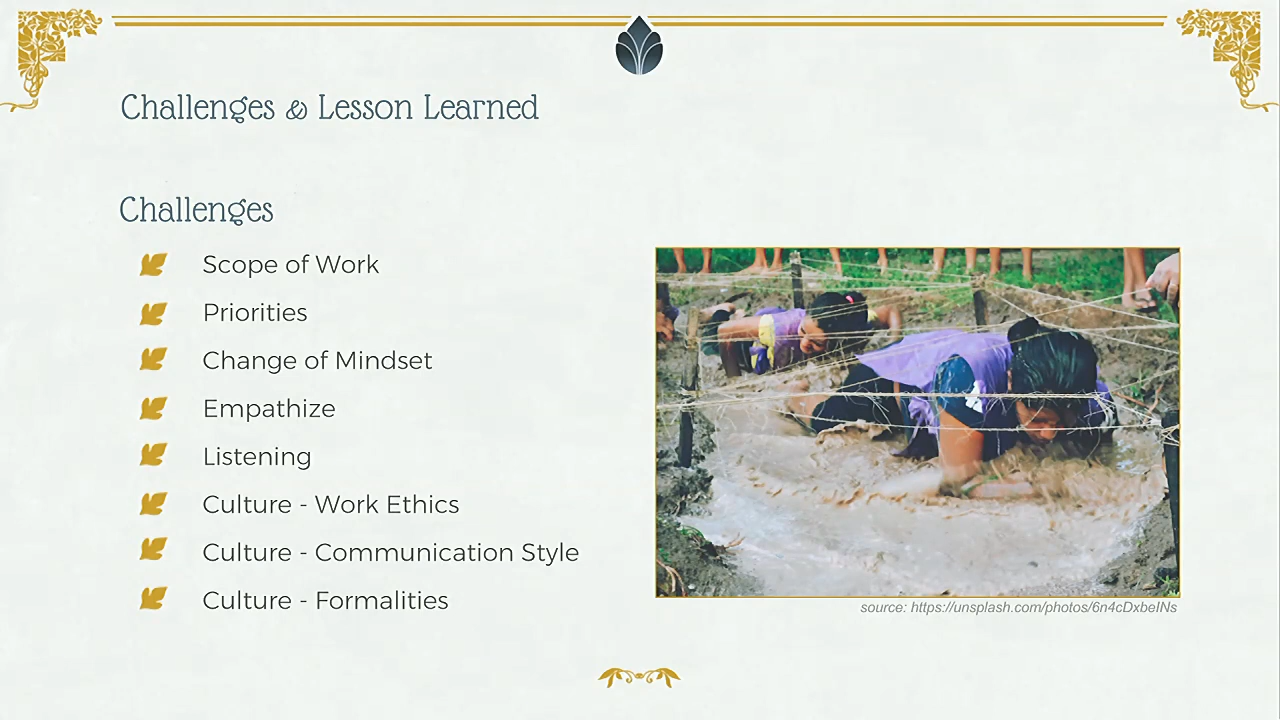 Challenges & Lesson Learned
Challenges
Scope of Work
Priorities
Change of Mindset
Empathize
Listening
Culture - Work Ethics
Culture - Communication Style
Culture - Formalities
source: https://unsplash.com/photos/6n4cDxbeINs